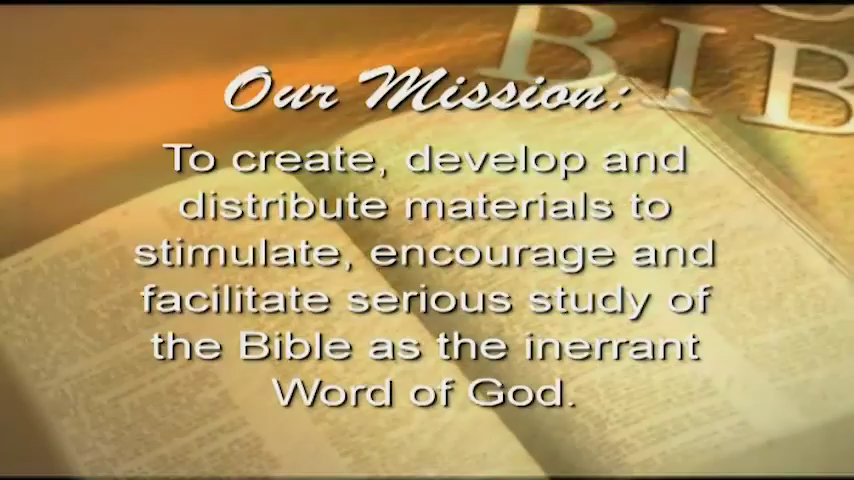 Our Mission:
To create, develop and
distribute materials to
stimulate, encourage and
facilitate serious study of
the Bible as the inerrant
Word of God.